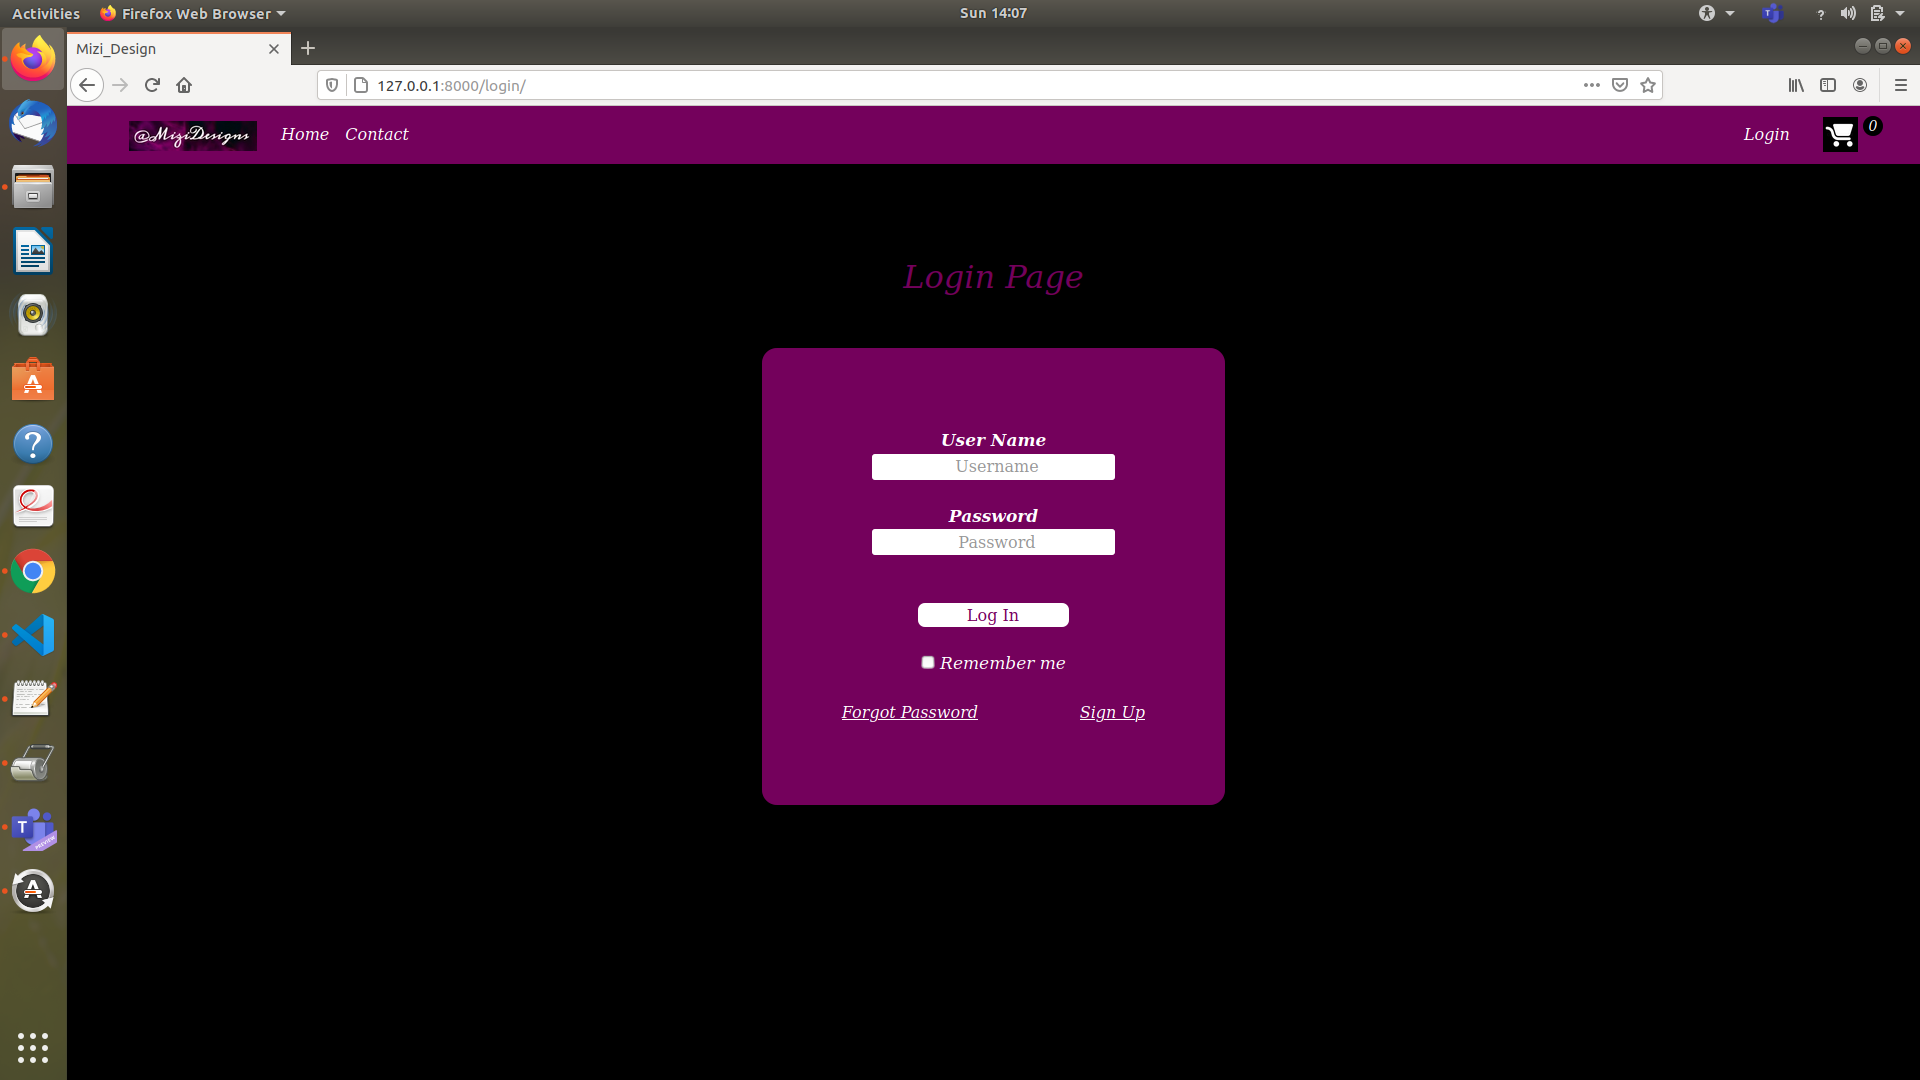 Activities Firefox Web Browser Sun 14:07
Mizi_Design
127.0.0.1:8000/login/
@MiziDesigns Home Contact Login 0
Login Page
User Name
Username
Password
Password
Log In
Remember me
Forgot Password Sign Up